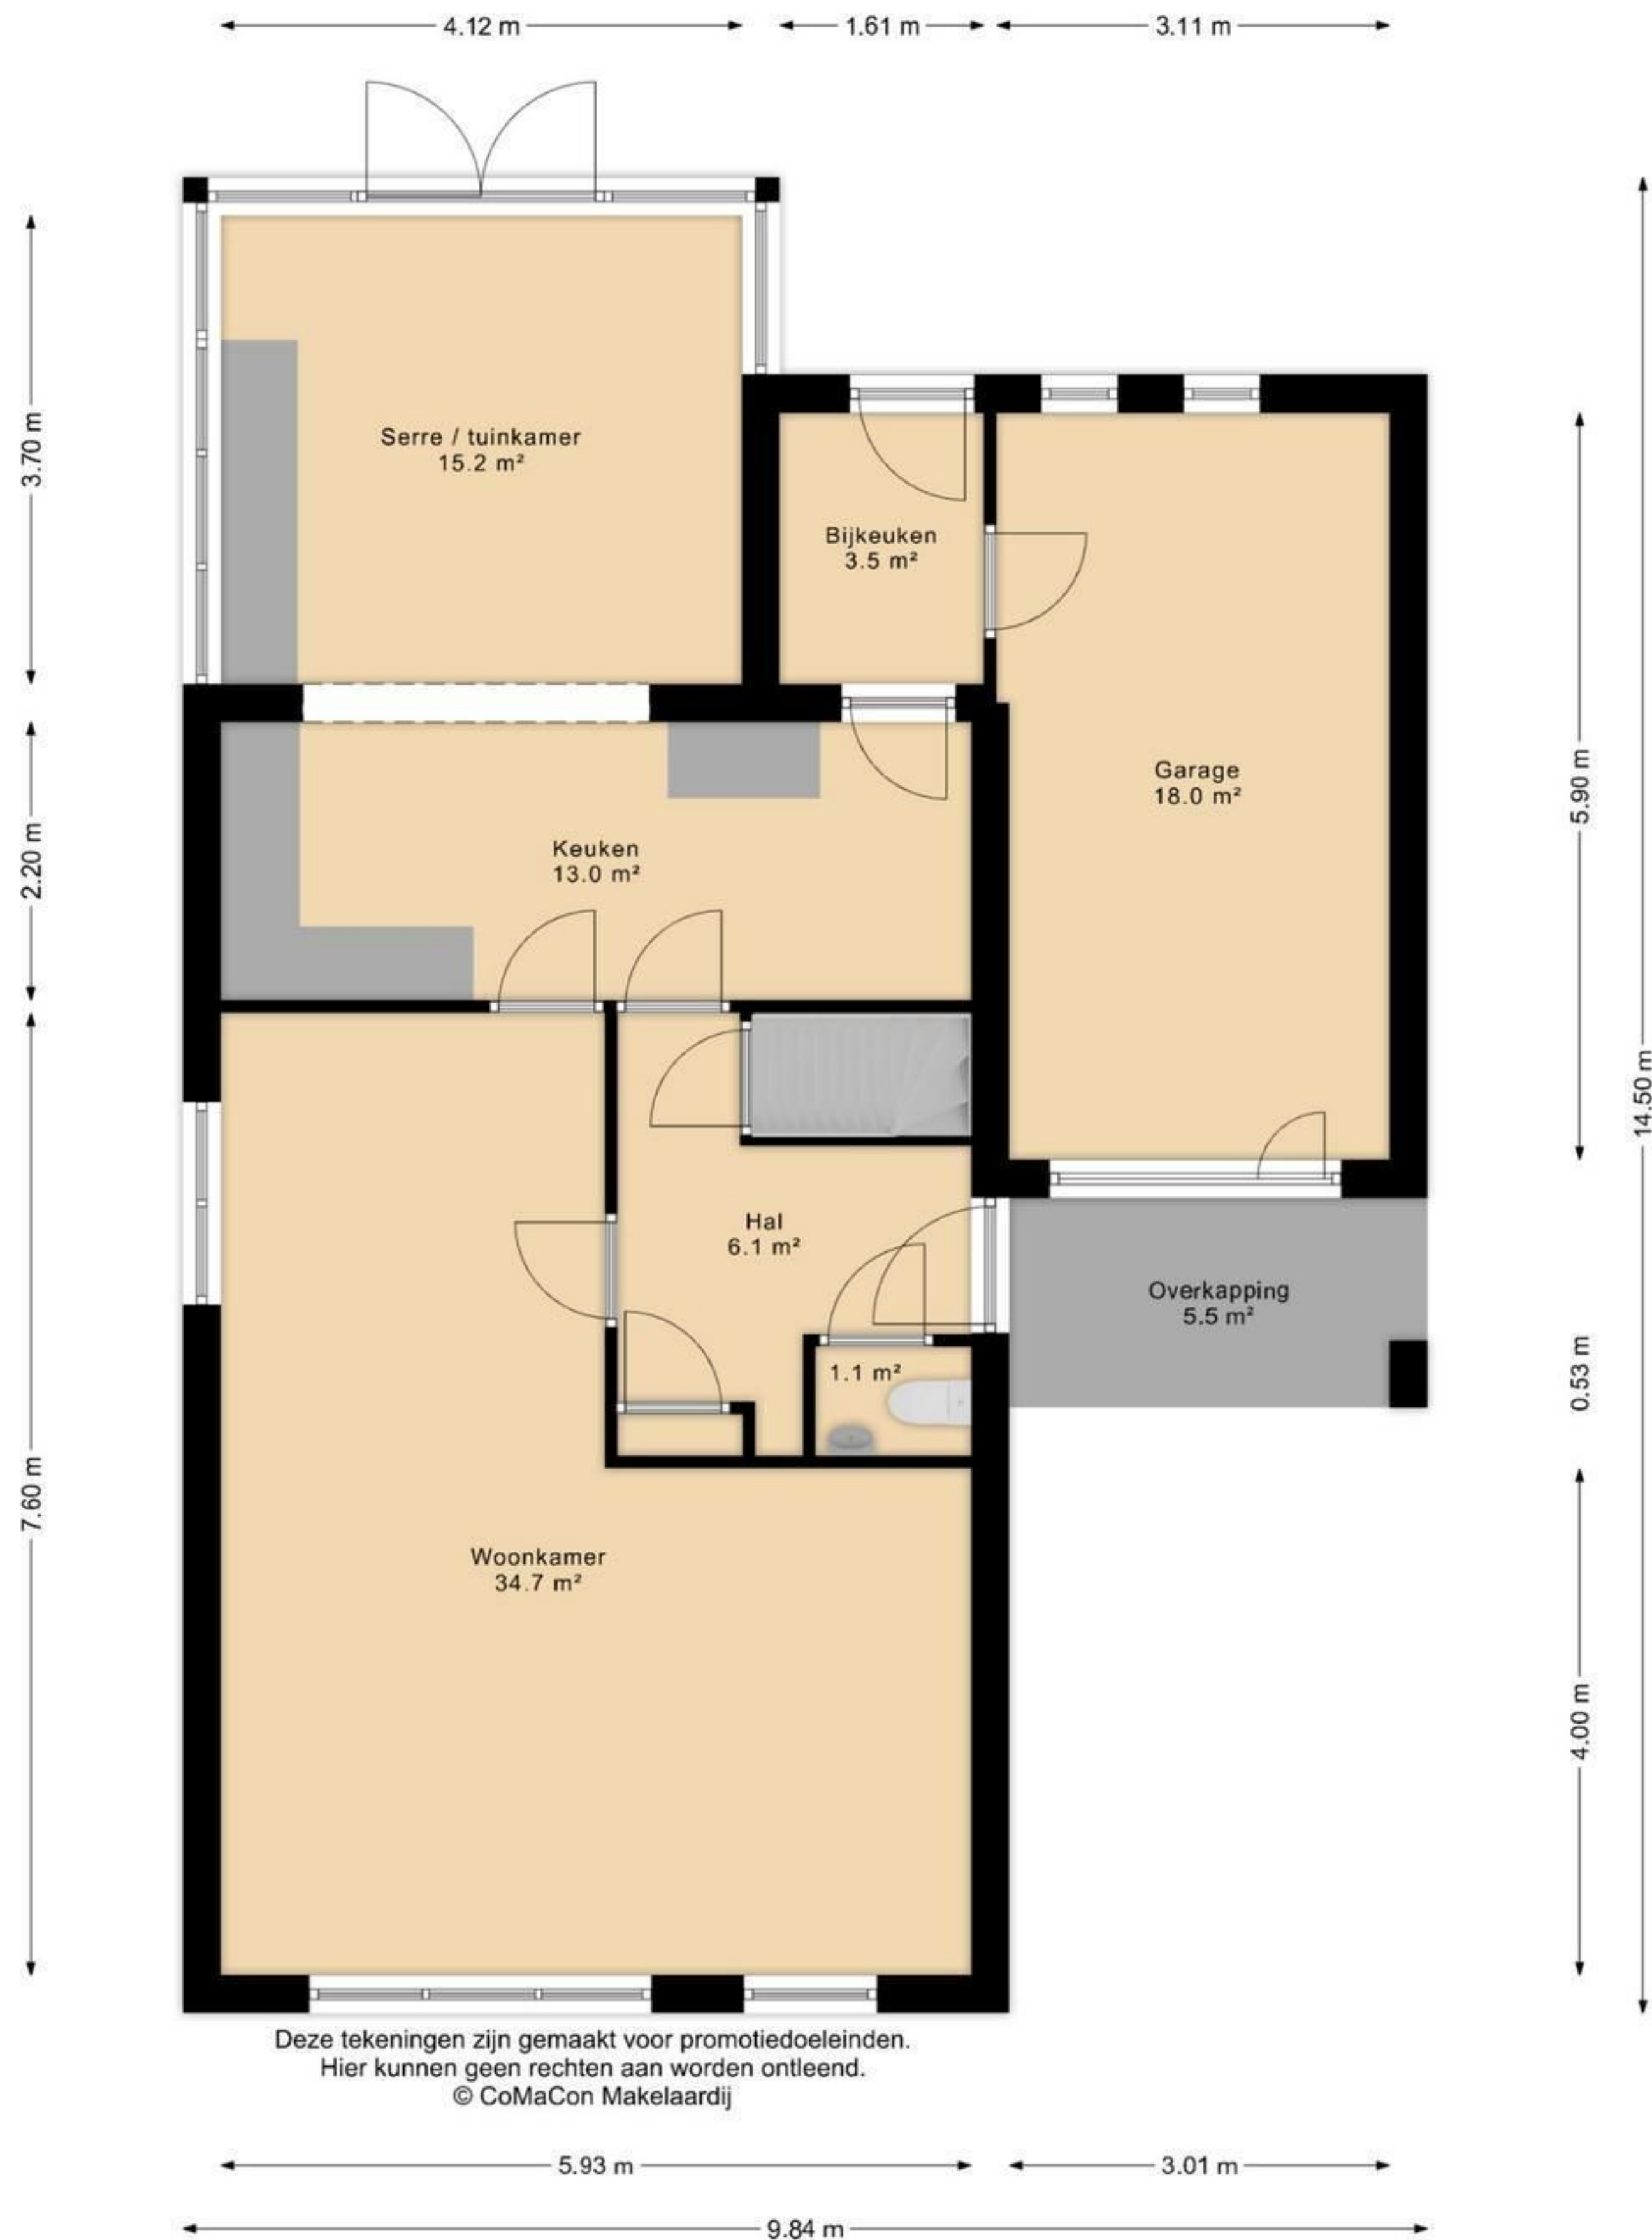 4.12 m
1.61 m
3.11 m
3.70 m
Serre / tuinkamer
15.2 m²
Bijkeuken
3.5 m²
Garage
18.0 m²
5.90 m
2.20 m
Keuken
13.0 m²
14.50 m
Hal
6.1 m²
Overkapping
5.5 m²
0.53 m
1.1 m²
7.60 m
Woonkamer
34.7 m²
4.00 m
Deze tekeningen zijn gemaakt voor promotiedoeleinden.
Hier kunnen geen rechten aan worden ontleend.
© CoMaCon Makelaardij
5.93 m
3.01 m
9.84 m